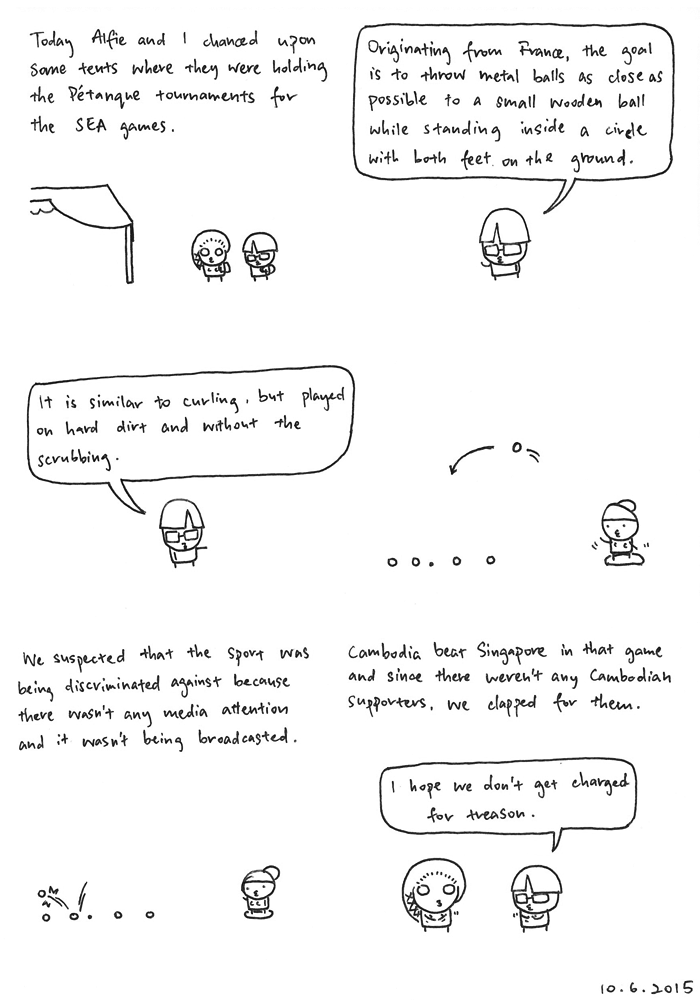 Today Alfie and I chanced upon
some tents where they were holding
the Pétanque tournaments for
the SEA games.
Originating from France, the goal
is to throw metal balls as close as
possible to a small wooden ball
while standing inside a circle
with both feet on the ground.
It is similar to curling, but played
on hard dirt and without the
scrubbing.
We suspected that the sport was
being discriminated against because
there wasn't any media attention
and it wasn't being broadcasted.
Cambodia beat Singapore in that game
and since there weren't any Cambodian
supporters, we clapped for them.
I hope we don't get charged
for treason.
10.6.2015